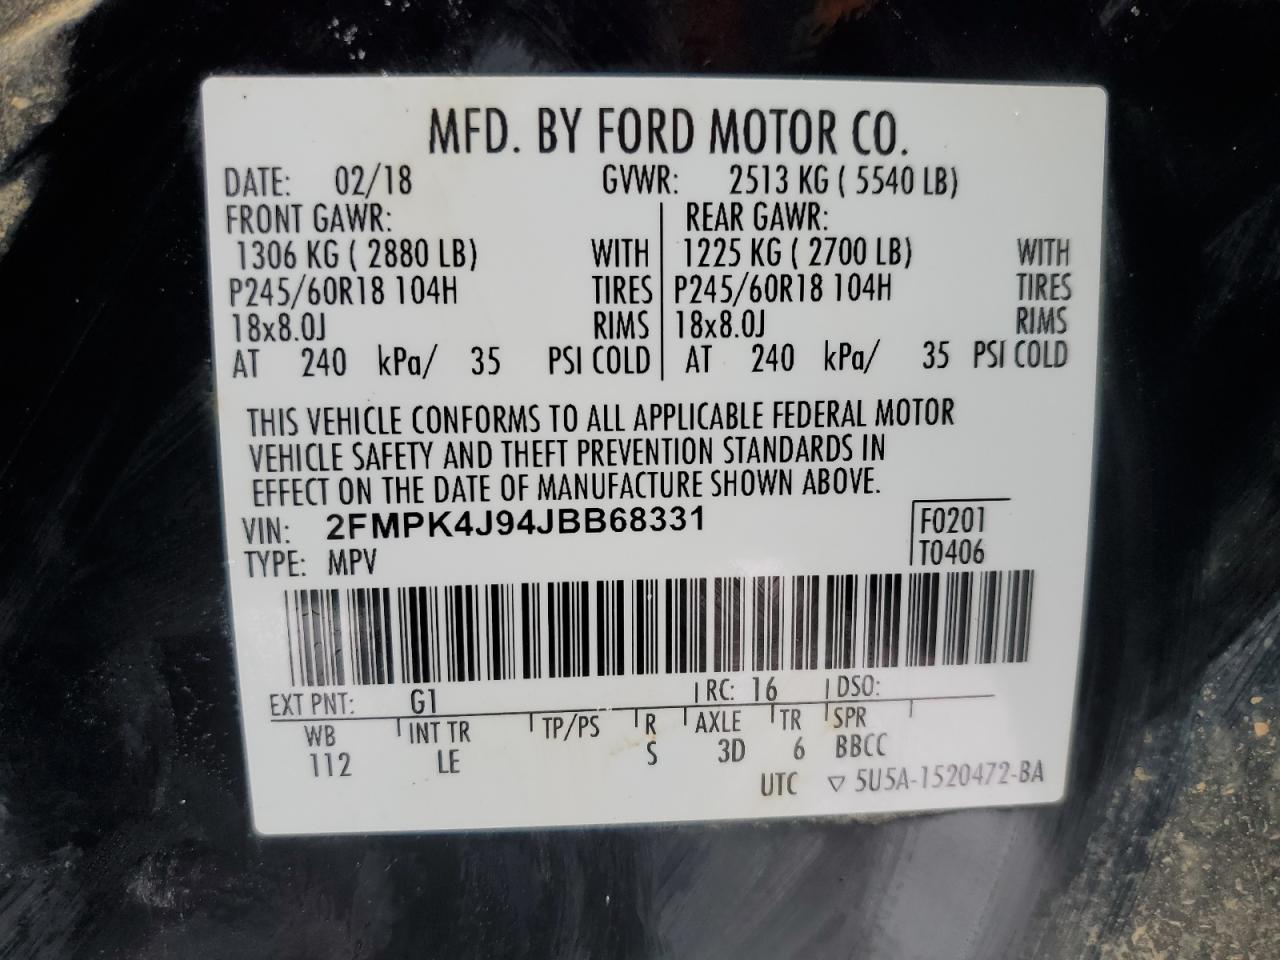 MFD. BY FORD MOTOR CO.
DATE: 02/18 GVWR: 2513 KG ( 5540 LB)
FRONT GAWR: REAR GAWR:
1306 KG ( 2880 LB) WITH 1225 KG ( 2700 LB) WITH
P245/60R18 104H TIRES P245/60R18 104H TIRES
18x8.0J RIMS 18x8.0J RIMS
AT 240 kPa/ 35 PSI COLD AT 240 kPa/ 35 PSI COLD
THIS VEHICLE CONFORMS TO ALL APPLICABLE FEDERAL MOTOR
VEHICLE SAFETY AND THEFT PREVENTION STANDARDS IN
EFFECT ON THE DATE OF MANUFACTURE SHOWN ABOVE.
VIN: 2FMPK4J94JBB68331 F0201
TYPE: MPV T0406
EXT PNT: G1 RC: 16 DSO:
WB INT TR TP/PS R AXLE TR SPR
112 LE S 3D 6 BBCC
UTC ▽ 5U5A-1520472-BA